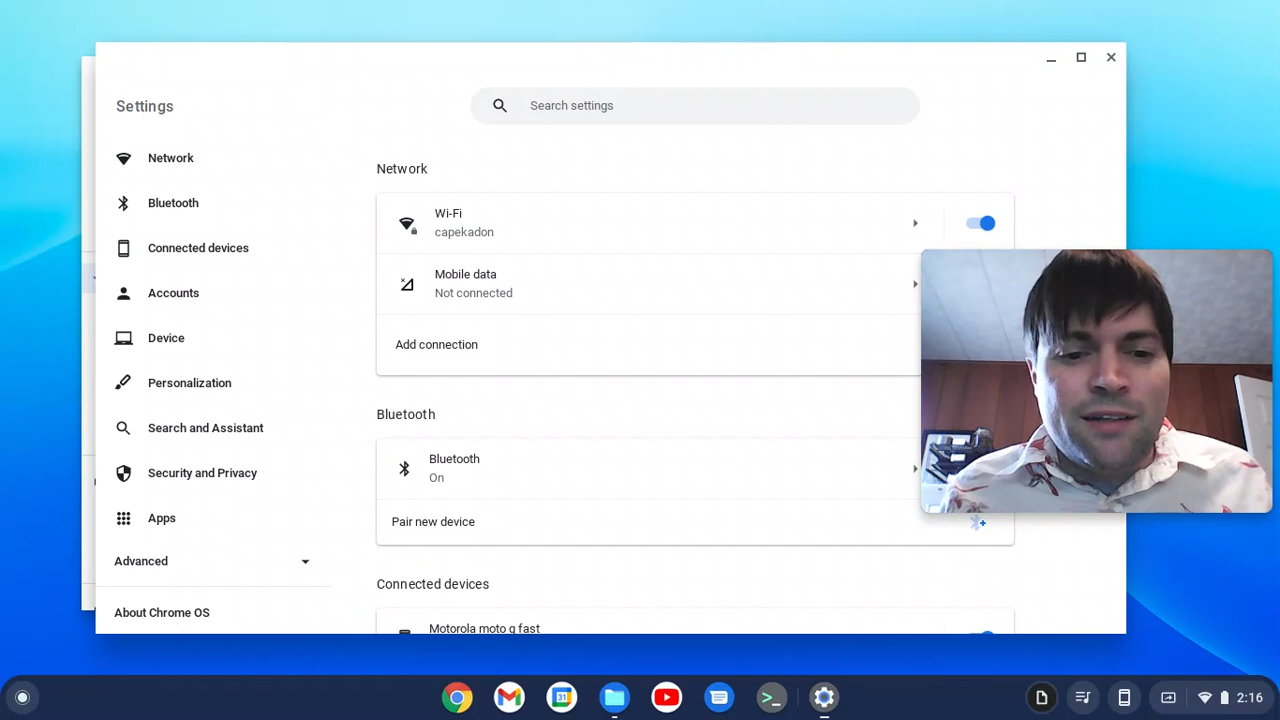 Settings
Search settings
Network
Bluetooth
Connected devices
Accounts
Device
Personalization
Search and Assistant
Security and Privacy
Apps
Advanced
About Chrome OS
Network
Wi-Fi
capekadon
Mobile data
Not connected
Add connection
Bluetooth
Bluetooth
On
Pair new device
Connected devices
Motorola moto g fast
31
>_
2:16